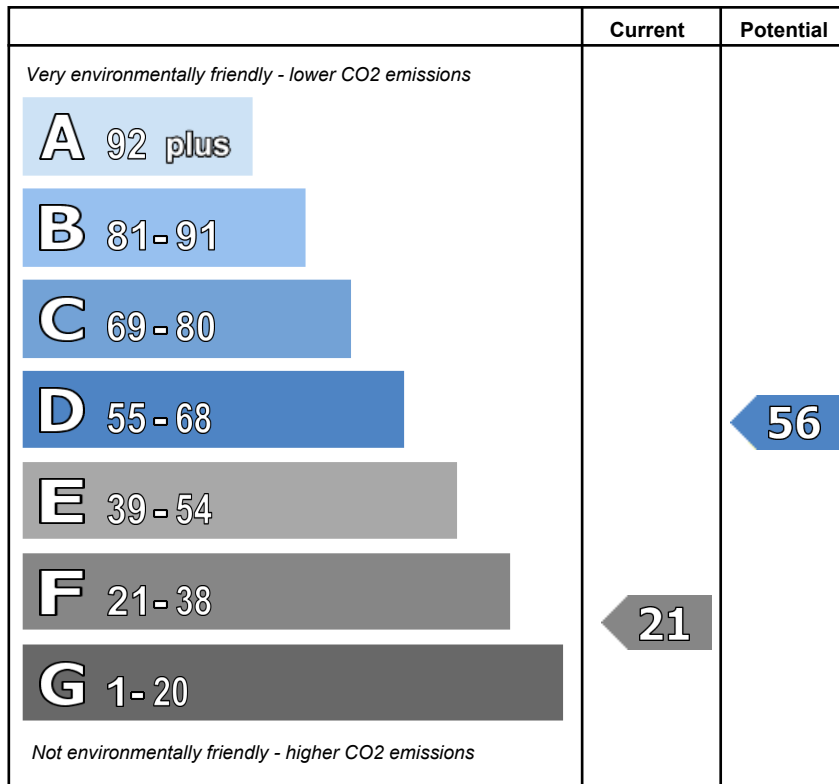 Current Potential
Very environmentally friendly - lower CO2 emissions
A 92 plus
B 81-91
C 69-80
D 55-68
56
E 39-54
F 21-38
21
G 1-20
Not environmentally friendly - higher CO2 emissions